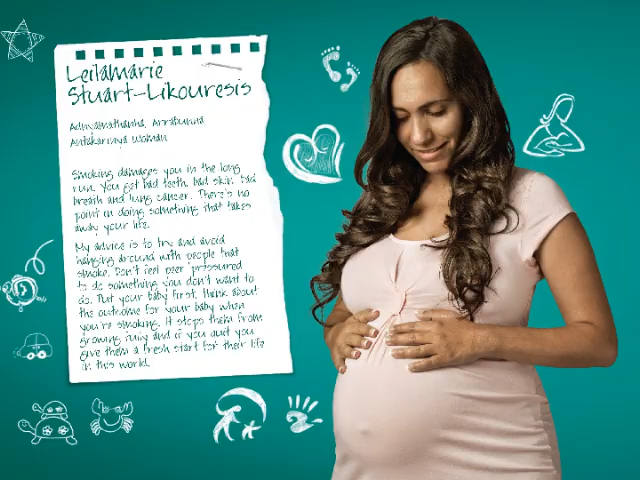 Leilamarie
Stuart-Likouresis
Adnyamathanha, Arrabunna
Antakarinya woman
Smoking damages you in the long
run. You get bad teeth, bad skin, bad
breath and lung cancer. There's no
point in doing something that takes
away your life.
My advice is to try and avoid
hanging around with people that
smoke. Don't feel peer pressured
to do something you don't want to
do. Put your baby first, think about
the outcome for your baby when
you're smoking. It stops them from
growing fully and if you quit you
give them a fresh start for their life
in this world.